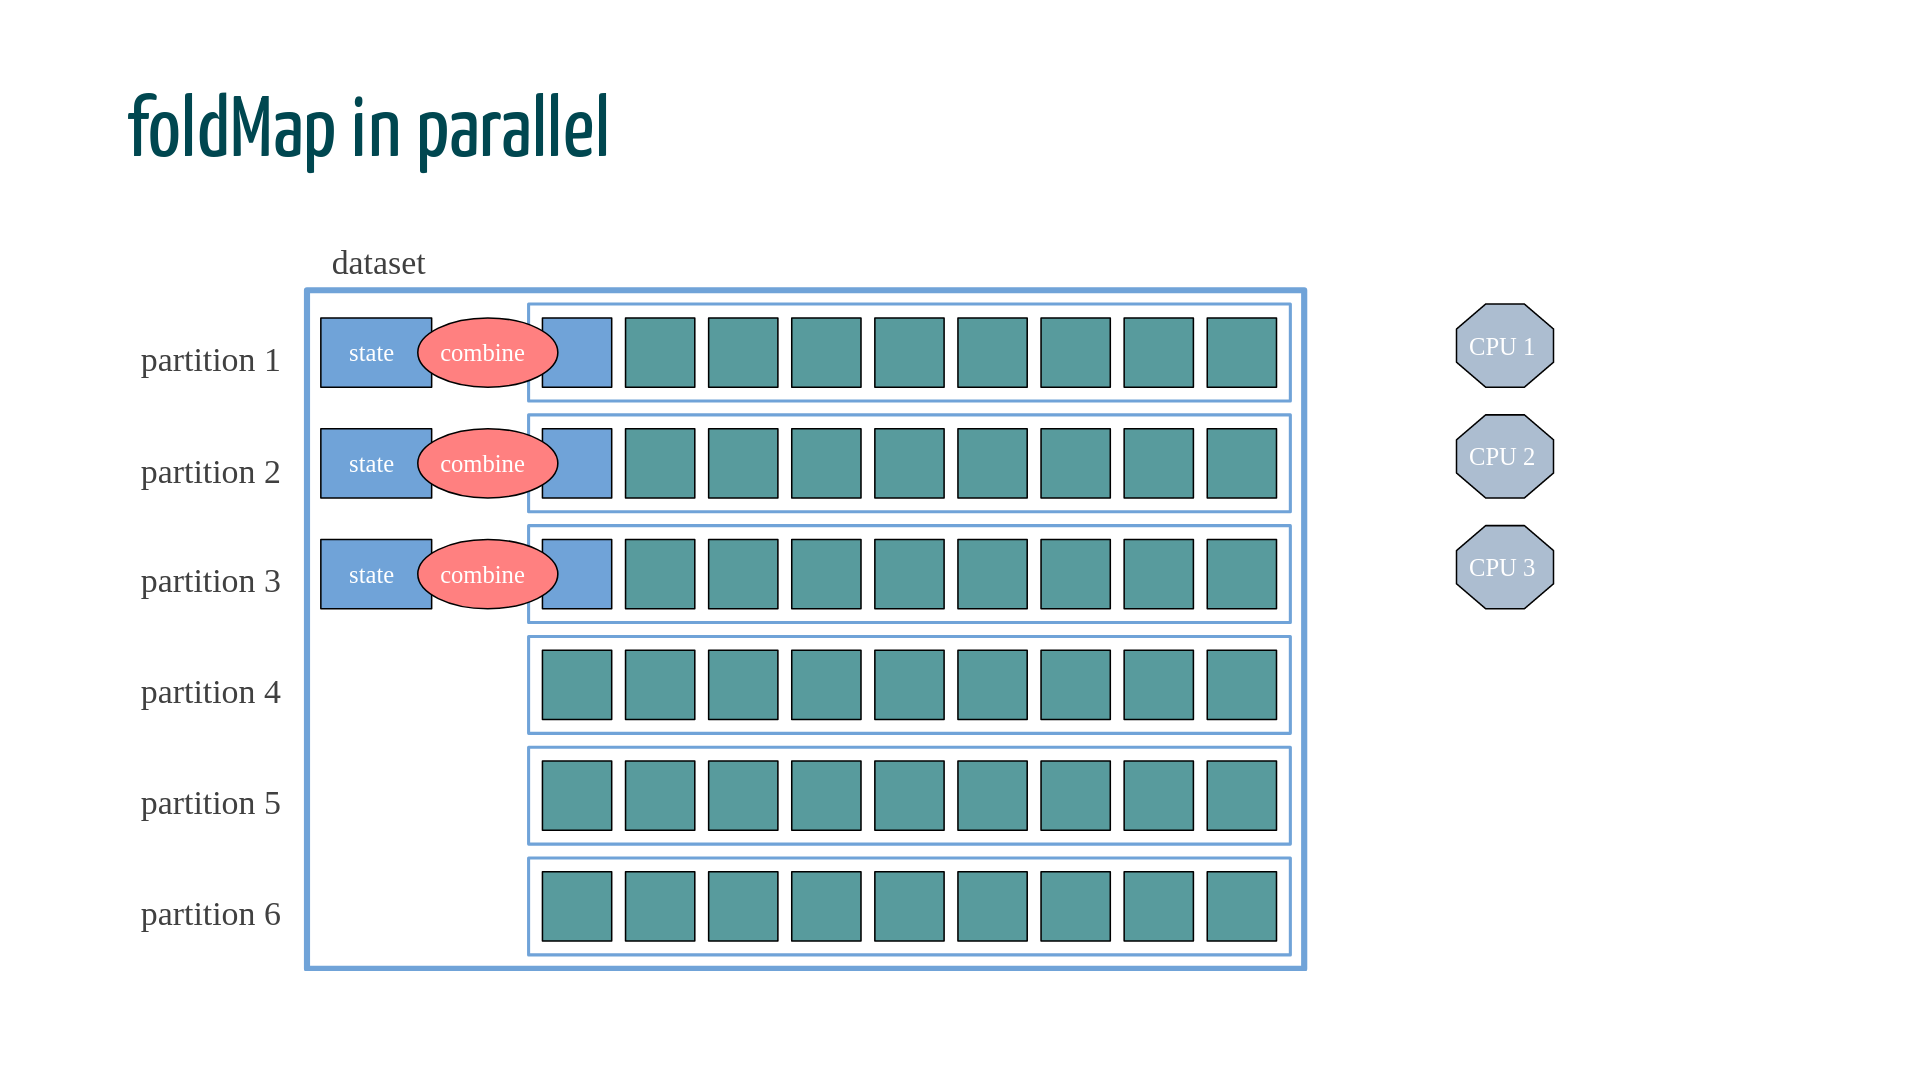 foldMap in parallel
dataset
partition 1
state
combine
CPU 1
partition 2
state
combine
CPU 2
partition 3
state
combine
CPU 3
partition 4
partition 5
partition 6